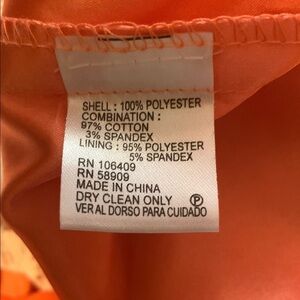 SHELL : 100% POLYESTER
COMBINATION :
97% COTTON
3% SPANDEX
LINING : 95% POLYESTER
5% SPANDEX
RN 106409
RN 58909
MADE IN CHINA
DRY CLEAN ONLY Ⓟ
VER AL DORSO PARA CUIDADO